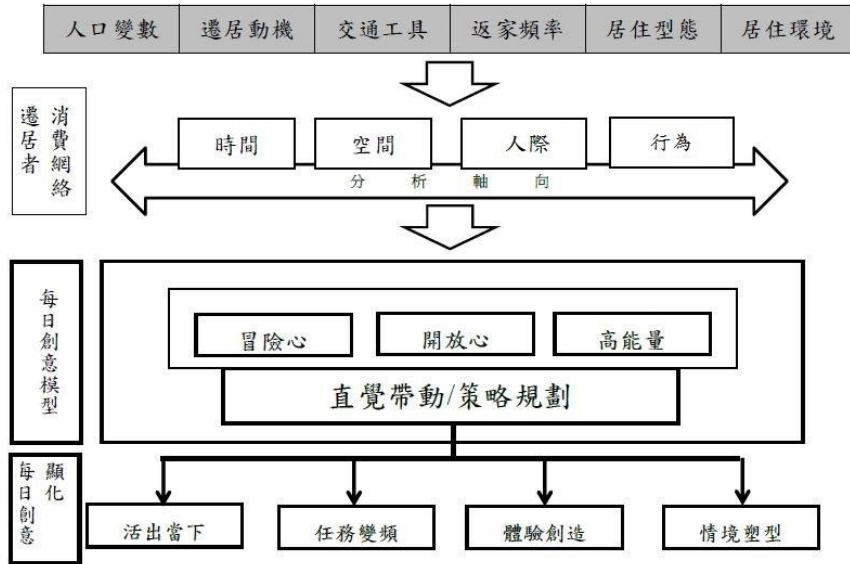 人口變數 遷居動機 交通工具 返家頻率 居住型態 居住環境
消費網絡
遷居者
時間 空間 人際 行為
分析軸向
每日創意模型
冒險心 開放心 高能量
直覺帶動/策略規劃
顯化
每日創意
活出當下 任務變頻 體驗創造 情境塑型